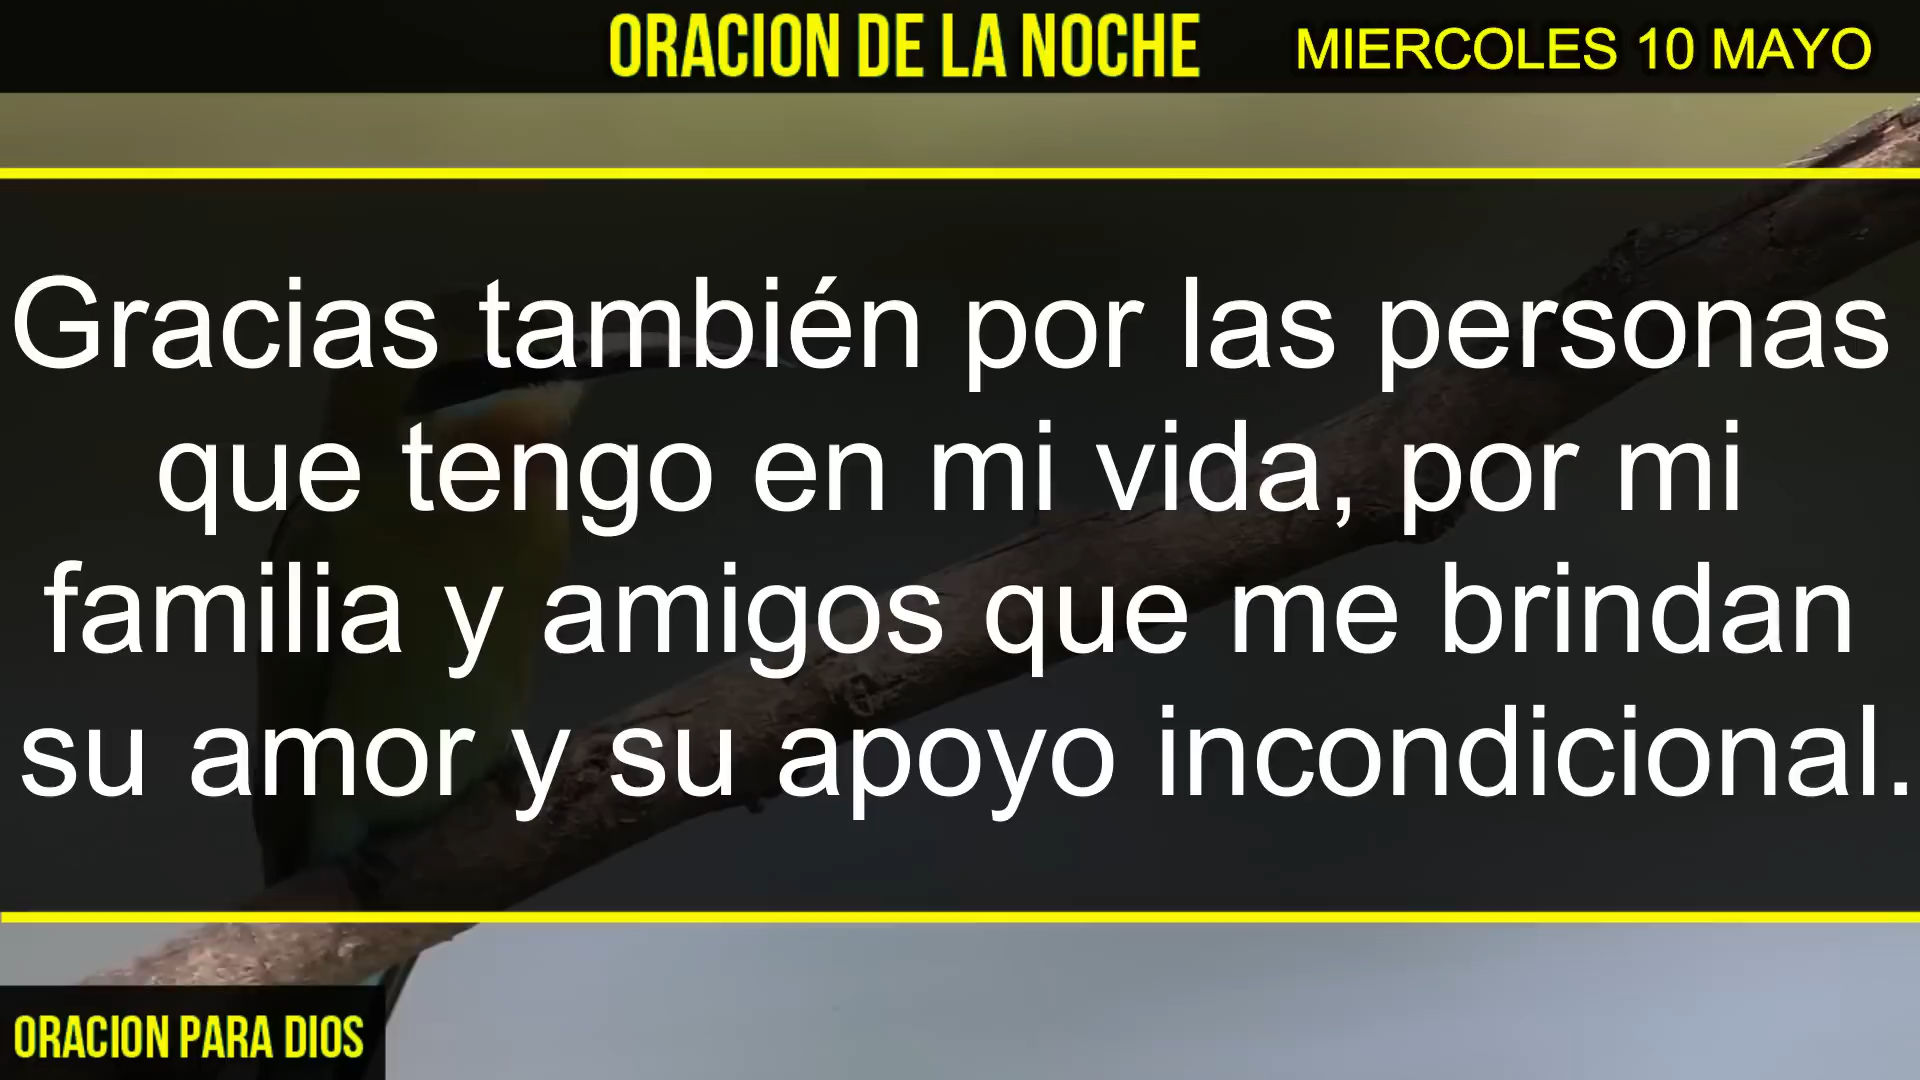 ORACION DE LA NOCHE
MIERCOLES 10 MAYO
Gracias también por las personas
que tengo en mi vida, por mi
familia y amigos que me brindan
su amor y su apoyo incondicional.
ORACION PARA DIOS